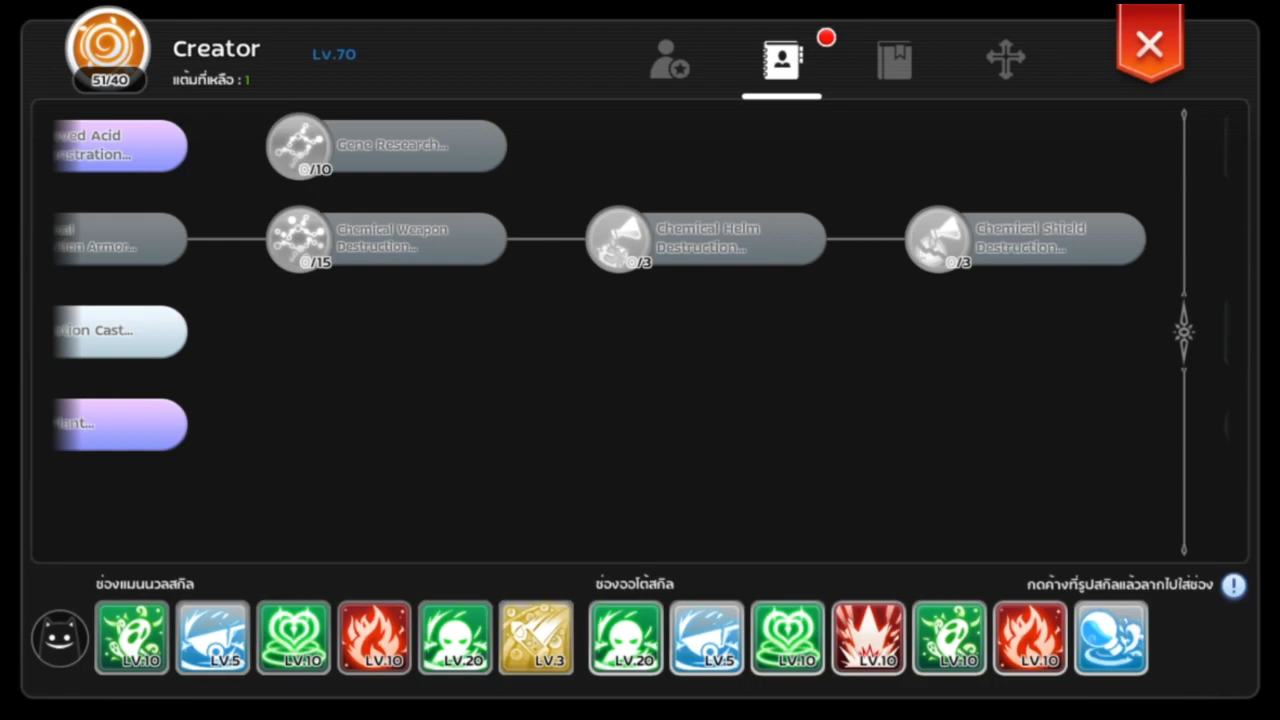 Creator
Lv.70
51/40
แต้มที่เหลือ : 1
ved Acid
stration...
Gene Research...
0/10
ion Armor...
Chemical Weapon
Destruction...
0/15
Chemical Helm
Destruction...
0/3
Chemical Shield
Destruction...
0/3
tion Cast...
lant...
ช่องแมนนวลสกิล
ช่องออโต้สกิล
กดค้างที่รูปสกิลแล้วลากไปใส่ช่อง
LV.10
LV.5
LV.10
LV.10
LV.20
LV.3
LV.20
LV.5
LV.10
LV.10
LV.10
LV.10